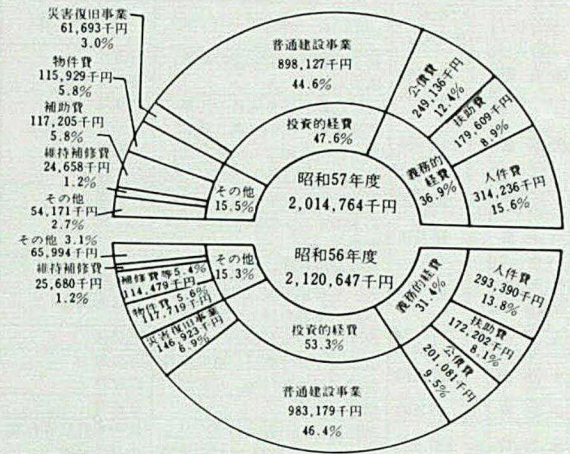 災害復旧事業
61,693千円
3.0%
物件費
115,929千円
5.8%
補助費
117,205千円
5.8%
維持補修費
24,658千円
1.2%
その他
54,171千円
2.7%
普通建設事業
898,127千円
44.6%
公債費
249,136千円
12.4%
扶助費
179,609千円
8.9%
人件費
314,236千円
15.6%
投資的経費
47.6%
義務的
経費
36.9%
その他
15.5%
昭和57年度
2,014,764千円
その他 3.1%
65,994千円
維持補修費
25,680千円
1.2%
補修費等5.4%
114,479千円
物件費 5.6%
117,719千円
災害復旧事業
146,923千円
6.9%
その他
15.3%
昭和56年度
2,120,647千円
義務的経費
31.4%
投資的経費
53.3%
人件費
293,390千円
13.8%
扶助費
172,202千円
8.1%
公債費
201,081千円
9.5%
普通建設事業
983,179千円
46.4%